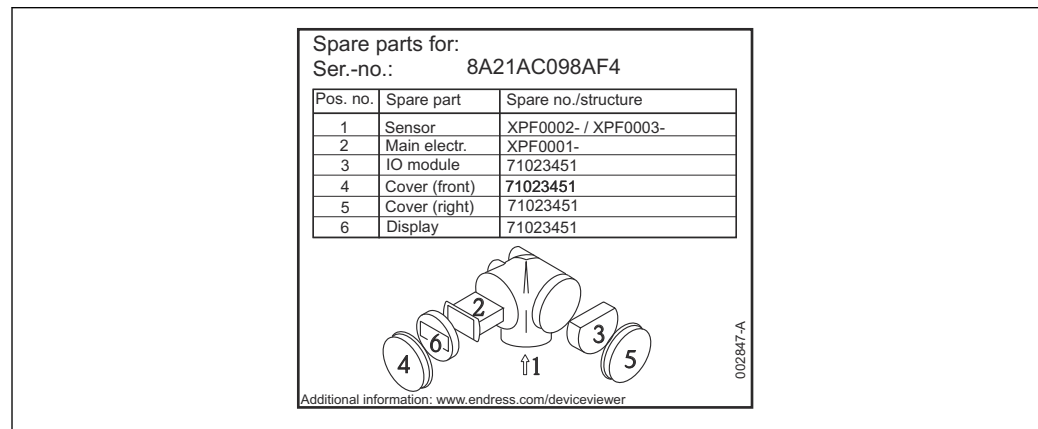 Spare parts for:
Ser.-no.: 8A21AC098AF4
Pos. no. Spare part Spare no./structure
1 Sensor XPF0002- / XPF0003-
2 Main electr. XPF0001-
3 IO module 71023451
4 Cover (front) 71023451
5 Cover (right) 71023451
6 Display 71023451
2
6
3
4
⇧1
5
002847-A
Additional information: www.endress.com/deviceviewer